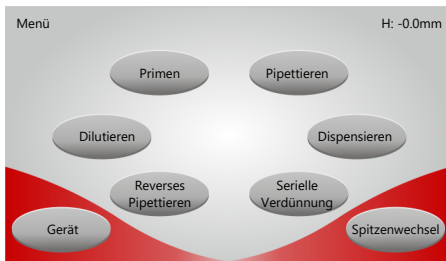 Menü
H: -0.0mm
Primen
Pipettieren
Dilutieren
Dispensieren
Reverses
Pipettieren
Serielle
Verdünnung
Gerät
Spitzenwechsel